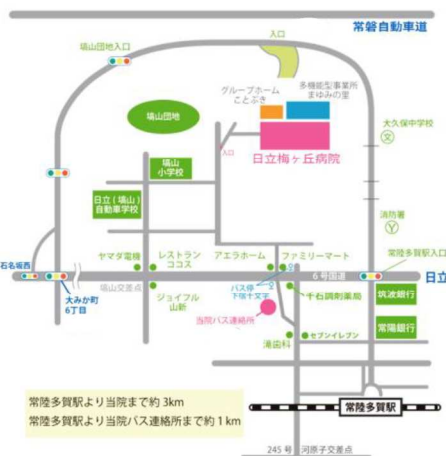 常磐自動車道
入口
塙山団地入口
グループホーム
ことぶき
多機能型事業所
まゆみの里
塙山団地
大久保中学校
文
入口
日立梅ヶ丘病院
塙山
小学校
日立(塙山)
自動車学校
消防署
Y
常陸多賀駅入口
石名坂西
ヤマダ電機
レストラン
ココス
アエラホーム
ファミリーマート
6号国道
日立
大みか町
6丁目
塙山交差点
ジョイフル
山新
バス停
下宿十文字
千石調剤薬局
筑波銀行
当院バス連絡所
滝歯科
セブンイレブン
常陽銀行
常陸多賀駅より当院まで約 3km
常陸多賀駅より当院バス連絡所まで約 1km
常陸多賀駅
245 号
河原子交差点